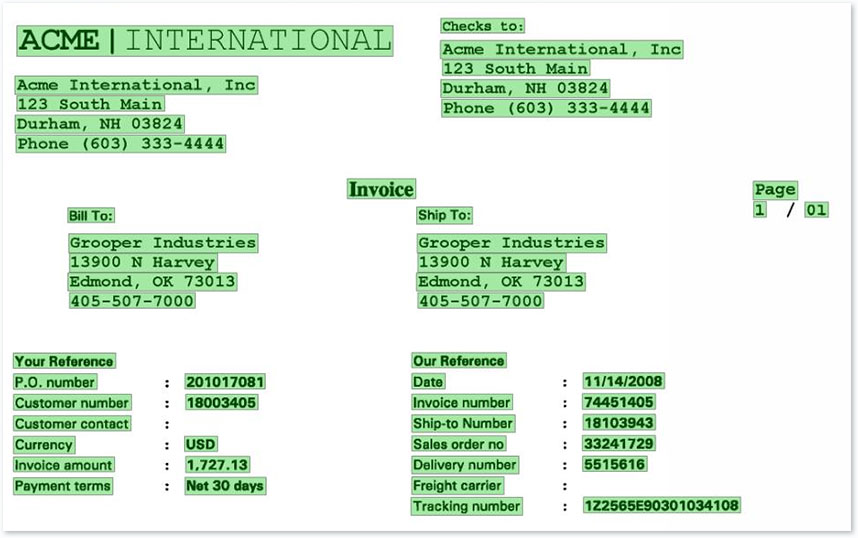 ACME | INTERNATIONAL
Acme International, Inc
123 South Main
Durham, NH 03824
Phone (603) 333-4444
Checks to:
Acme International, Inc
123 South Main
Durham, NH 03824
Phone (603) 333-4444
Invoice
Page
1 / 01
Bill To:
Grooper Industries
13900 N Harvey
Edmond, OK 73013
405-507-7000
Ship To:
Grooper Industries
13900 N Harvey
Edmond, OK 73013
405-507-7000
Your Reference
P.O. number : 201017081
Customer number : 18003405
Customer contact :
Currency : USD
Invoice amount : 1,727.13
Payment terms : Net 30 days
Our Reference
Date : 11/14/2008
Invoice number : 74451405
Ship-to Number : 18103943
Sales order no : 33241729
Delivery number : 5515616
Freight carrier :
Tracking number : 1Z2565E90301034108